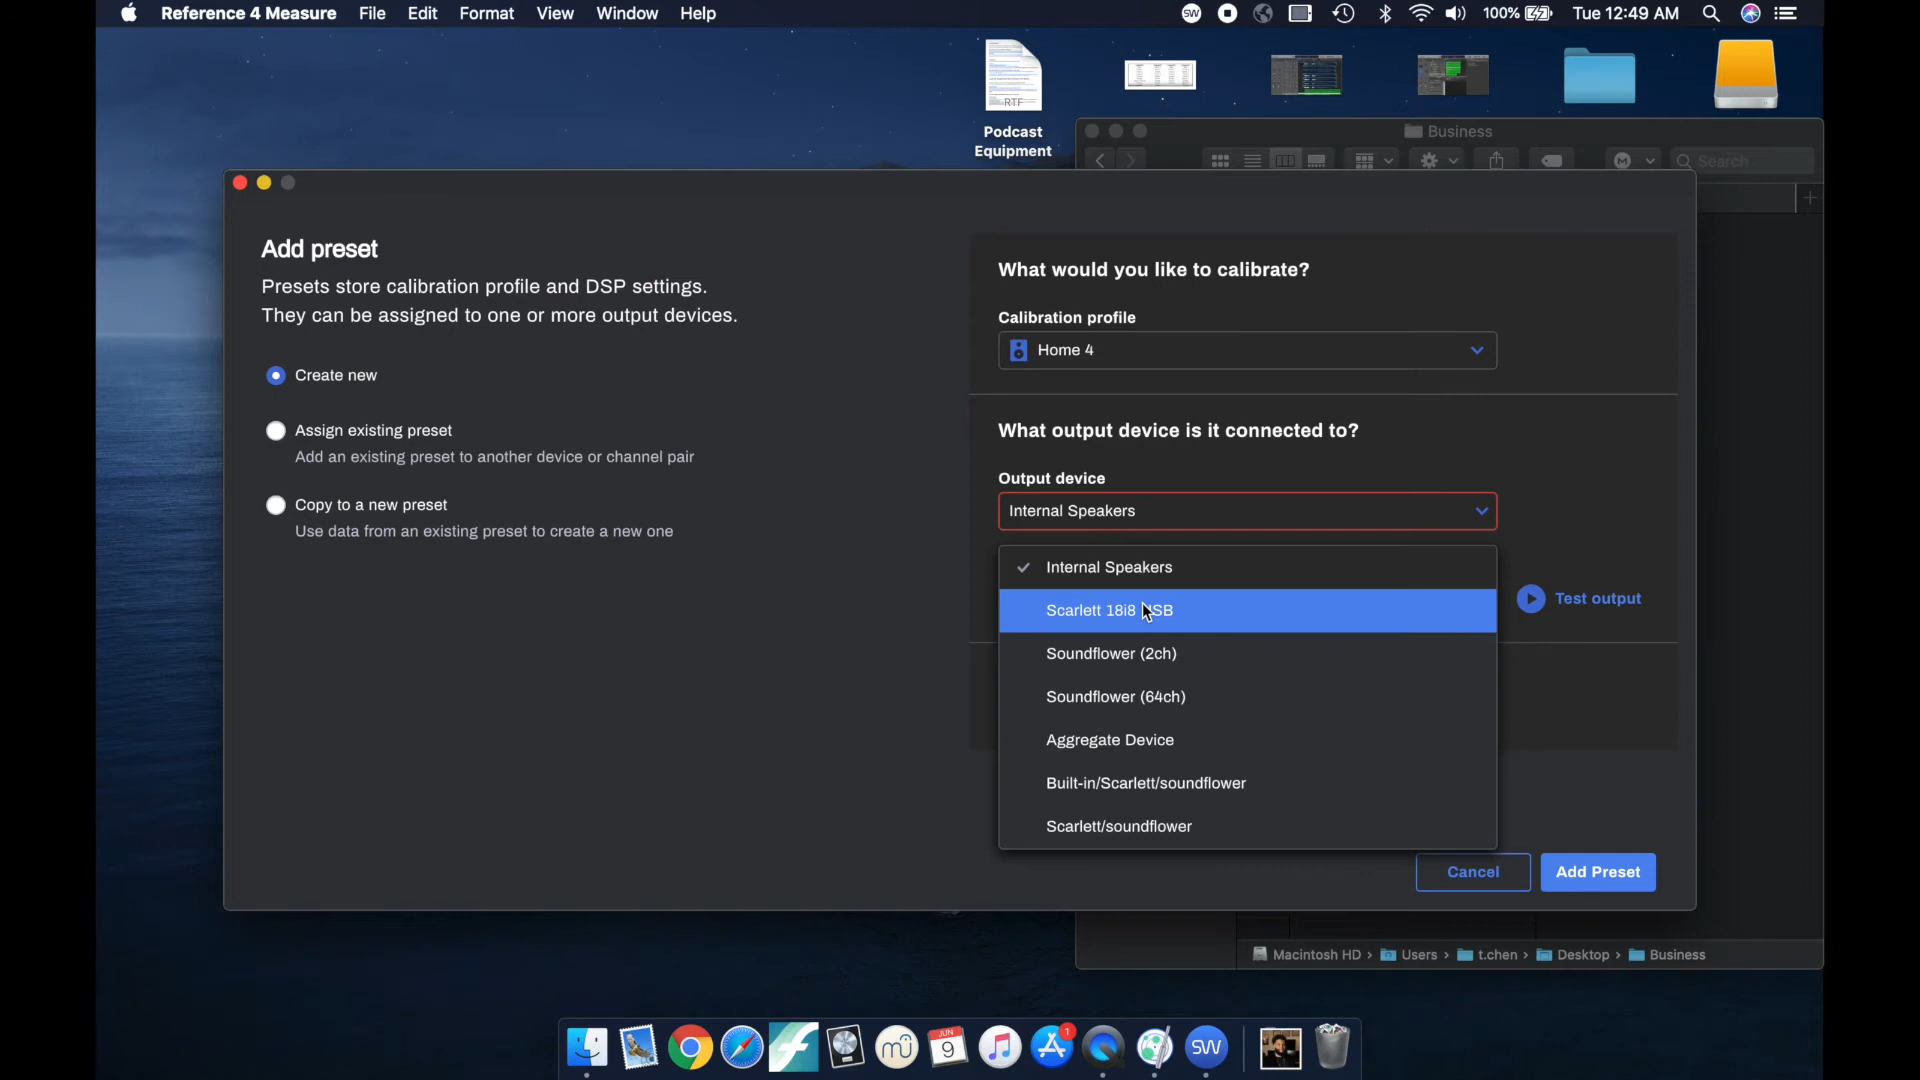 Reference 4 Measure File Edit Format View Window Help
SW 100% Tue 12:49 AM
RTF
Podcast
Equipment
Business
M Search
Add preset
Presets store calibration profile and DSP settings.
They can be assigned to one or more output devices.
Create new
Assign existing preset
Add an existing preset to another device or channel pair
Copy to a new preset
Use data from an existing preset to create a new one
What would you like to calibrate?
Calibration profile
Home 4
What output device is it connected to?
Output device
Internal Speakers
Internal Speakers
Scarlett 18i8 USB
Test output
Soundflower (2ch)
Soundflower (64ch)
Aggregate Device
Built-in/Scarlett/soundflower
Scarlett/soundflower
Cancel Add Preset
Macintosh HD › Users › t.chen › Desktop › Business
JUN
9
1
SW